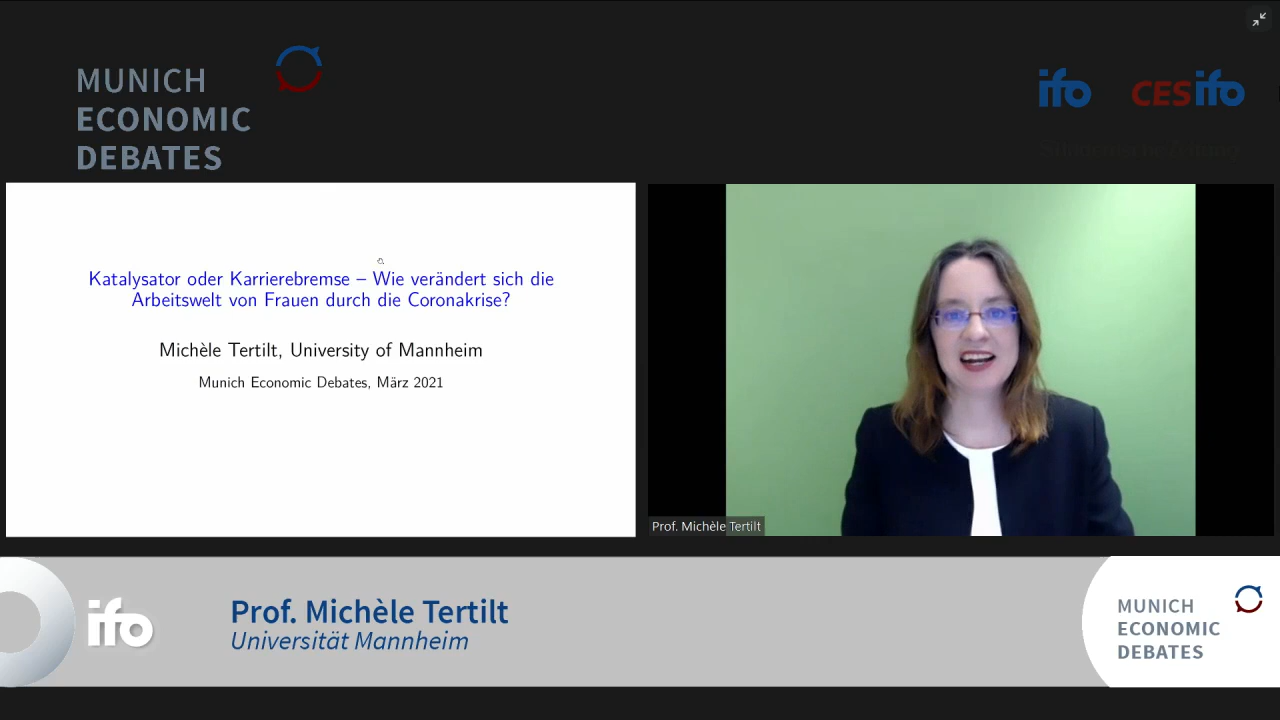 MUNICH
ECONOMIC
DEBATES
ifo
CESifo
Katalysator oder Karrierebremse – Wie verändert sich die
Arbeitswelt von Frauen durch die Coronakrise?
Michèle Tertilt, University of Mannheim
Munich Economic Debates, März 2021
Prof. Michèle Tertilt
ifo
Prof. Michèle Tertilt
Universität Mannheim
MUNICH
ECONOMIC
DEBATES